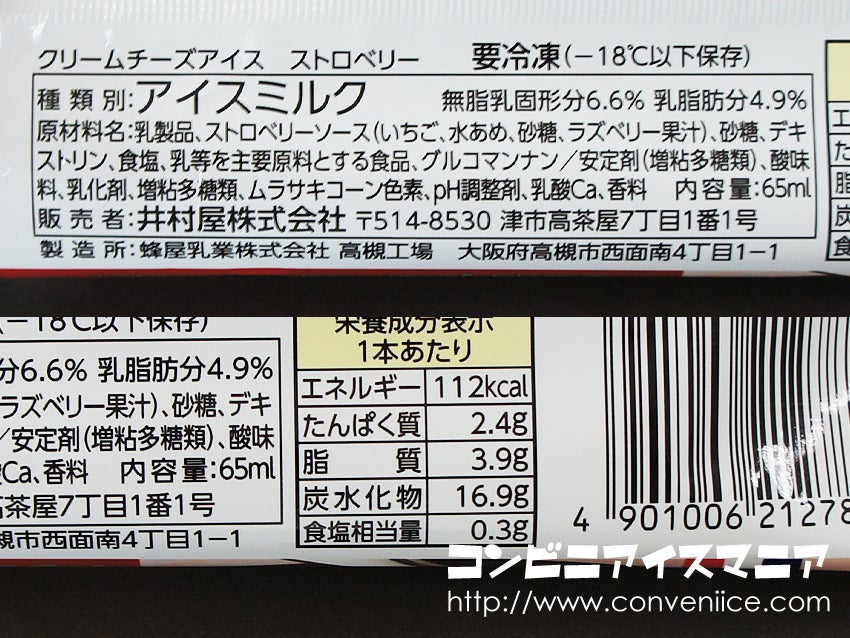 クリームチーズアイス ストロベリー 要冷凍(-18℃以下保存)
種類別:アイスミルク 無脂乳固形分6.6% 乳脂肪分4.9%
原材料名:乳製品、ストロベリーソース(いちご、水あめ、砂糖、ラズベリー果汁)、砂糖、デキ
ストリン、食塩、乳等を主要原料とする食品、グルコマンナン/安定剤(増粘多糖類)、酸味
料、乳化剤、増粘多糖類、ムラサキコーン色素、pH調整剤、乳酸Ca、香料 内容量:65ml
販売者:井村屋株式会社 〒514-8530 津市高茶屋7丁目1番1号
製造所:蜂屋乳業株式会社 高槻工場 大阪府高槻市西面南4丁目1-1
(-18℃以下保存)
分6.6% 乳脂肪分4.9%
ラズベリー果汁)、砂糖、デキ
/安定剤(増粘多糖類)、酸味
Ca、香料 内容量:65ml
高茶屋7丁目1番1号
槻市西面南4丁目1-1
栄養成分表示
1本あたり
エネルギー 112kcal
たんぱく質 2.4g
脂質 3.9g
炭水化物 16.9g
食塩相当量 0.3g
4 901006 21278
コンビニアイスマニア
http://www.conveniice.com/